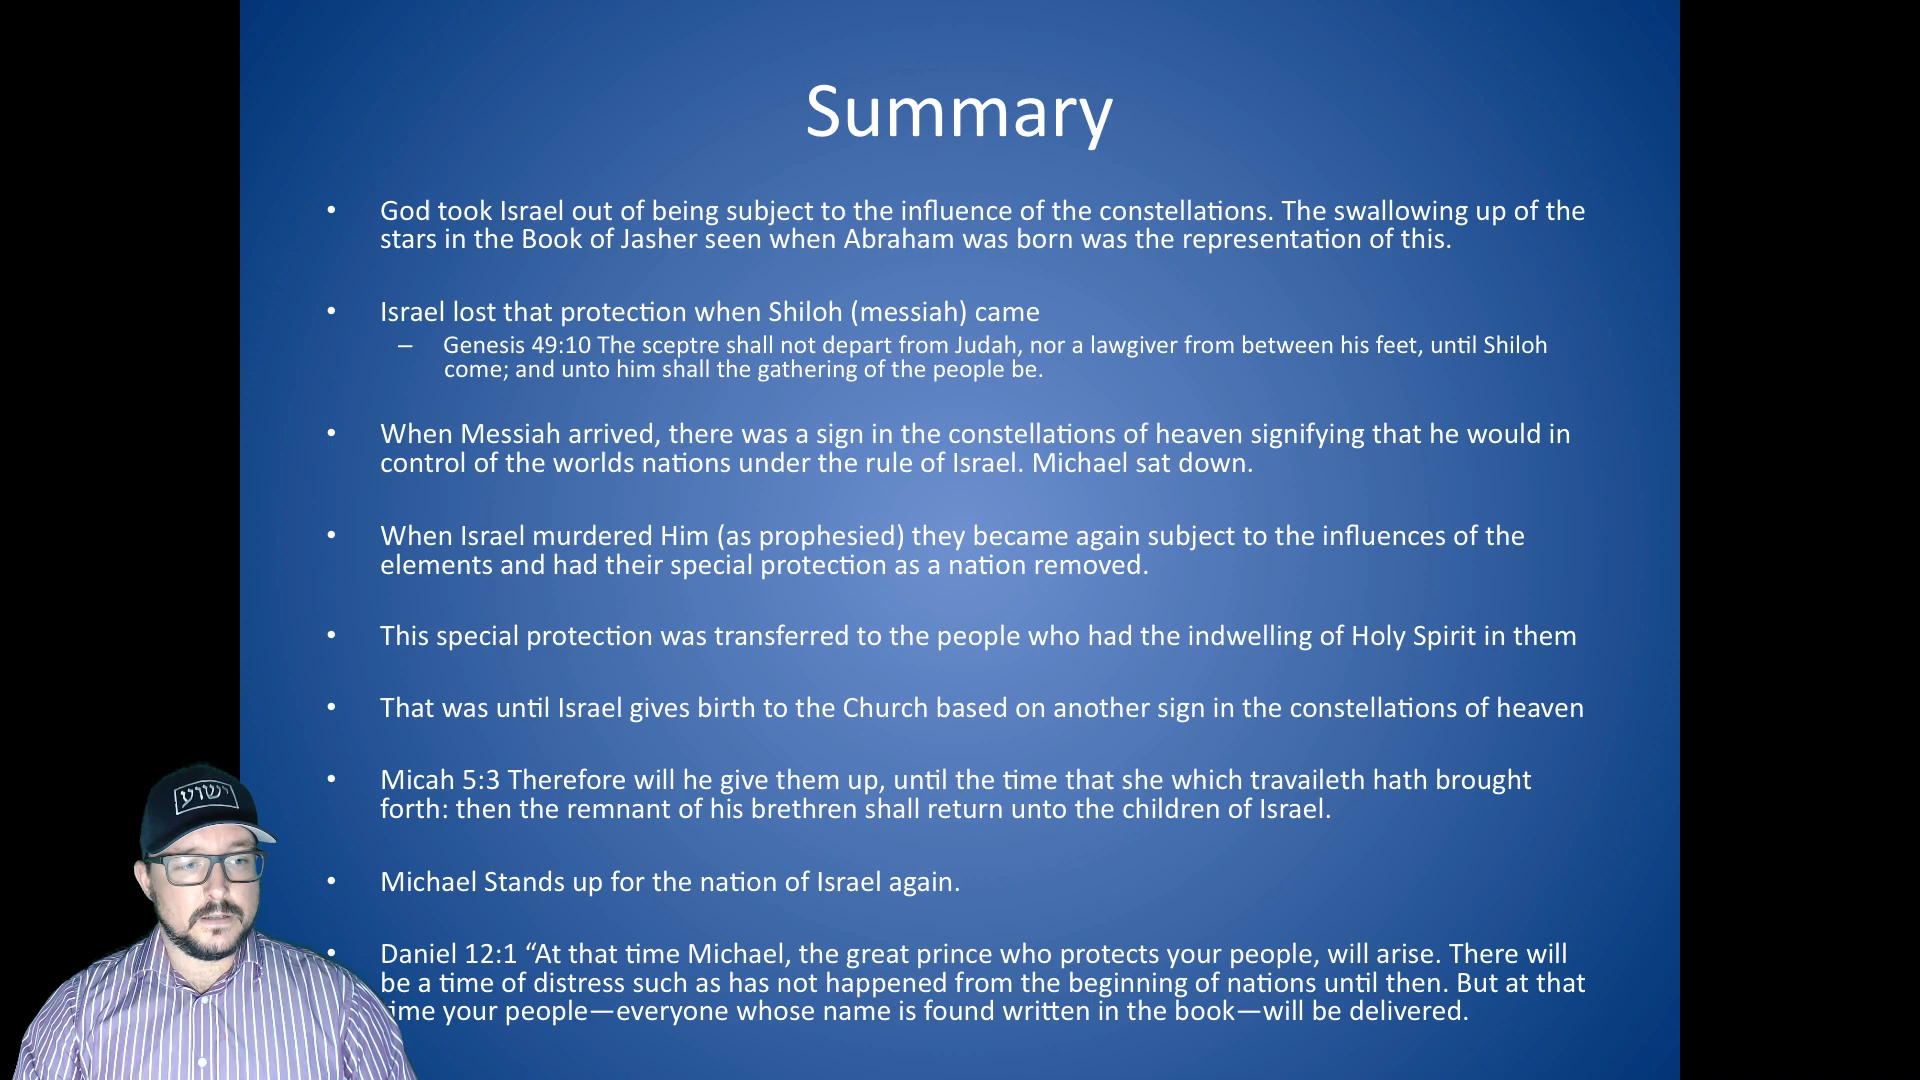 Summary
• God took Israel out of being subject to the influence of the constellations. The swallowing up of the
stars in the Book of Jasher seen when Abraham was born was the representation of this.
• Israel lost that protection when Shiloh (messiah) came
– Genesis 49:10 The sceptre shall not depart from Judah, nor a lawgiver from between his feet, until Shiloh
come; and unto him shall the gathering of the people be.
• When Messiah arrived, there was a sign in the constellations of heaven signifying that he would in
control of the worlds nations under the rule of Israel. Michael sat down.
• When Israel murdered Him (as prophesied) they became again subject to the influences of the
elements and had their special protection as a nation removed.
• This special protection was transferred to the people who had the indwelling of Holy Spirit in them
• That was until Israel gives birth to the Church based on another sign in the constellations of heaven
• Micah 5:3 Therefore will he give them up, until the time that she which travaileth hath brought
forth: then the remnant of his brethren shall return unto the children of Israel.
• Michael Stands up for the nation of Israel again.
• Daniel 12:1 “At that time Michael, the great prince who protects your people, will arise. There will
be a time of distress such as has not happened from the beginning of nations until then. But at that
time your people—everyone whose name is found written in the book—will be delivered.
ישוע